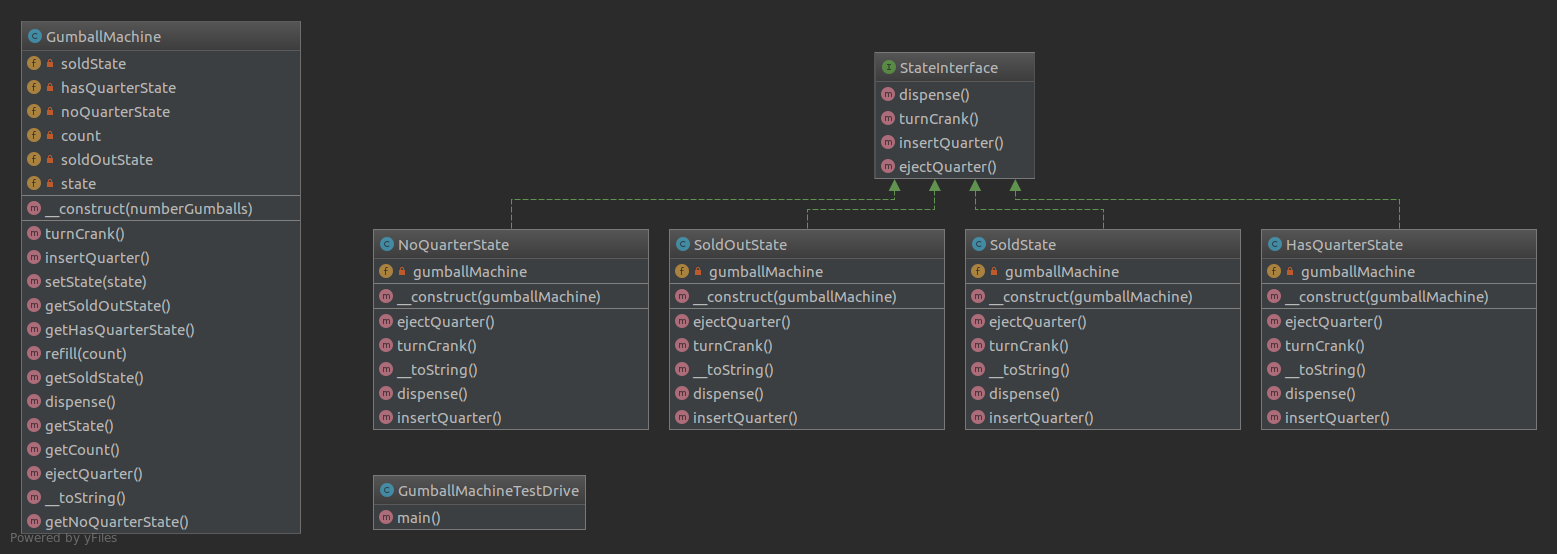 GumballMachine
soldState
hasQuarterState
noQuarterState
count
soldOutState
state
__construct(numberGumballs)
turnCrank()
insertQuarter()
setState(state)
getSoldOutState()
getHasQuarterState()
refill(count)
getSoldState()
dispense()
getState()
getCount()
ejectQuarter()
__toString()
getNoQuarterState()
StateInterface
dispense()
turnCrank()
insertQuarter()
ejectQuarter()
NoQuarterState
gumballMachine
__construct(gumballMachine)
ejectQuarter()
turnCrank()
__toString()
dispense()
insertQuarter()
SoldOutState
gumballMachine
__construct(gumballMachine)
ejectQuarter()
turnCrank()
__toString()
dispense()
insertQuarter()
SoldState
gumballMachine
__construct(gumballMachine)
ejectQuarter()
turnCrank()
__toString()
dispense()
insertQuarter()
HasQuarterState
gumballMachine
__construct(gumballMachine)
ejectQuarter()
turnCrank()
__toString()
dispense()
insertQuarter()
GumballMachineTestDrive
main()
Powered by yFiles